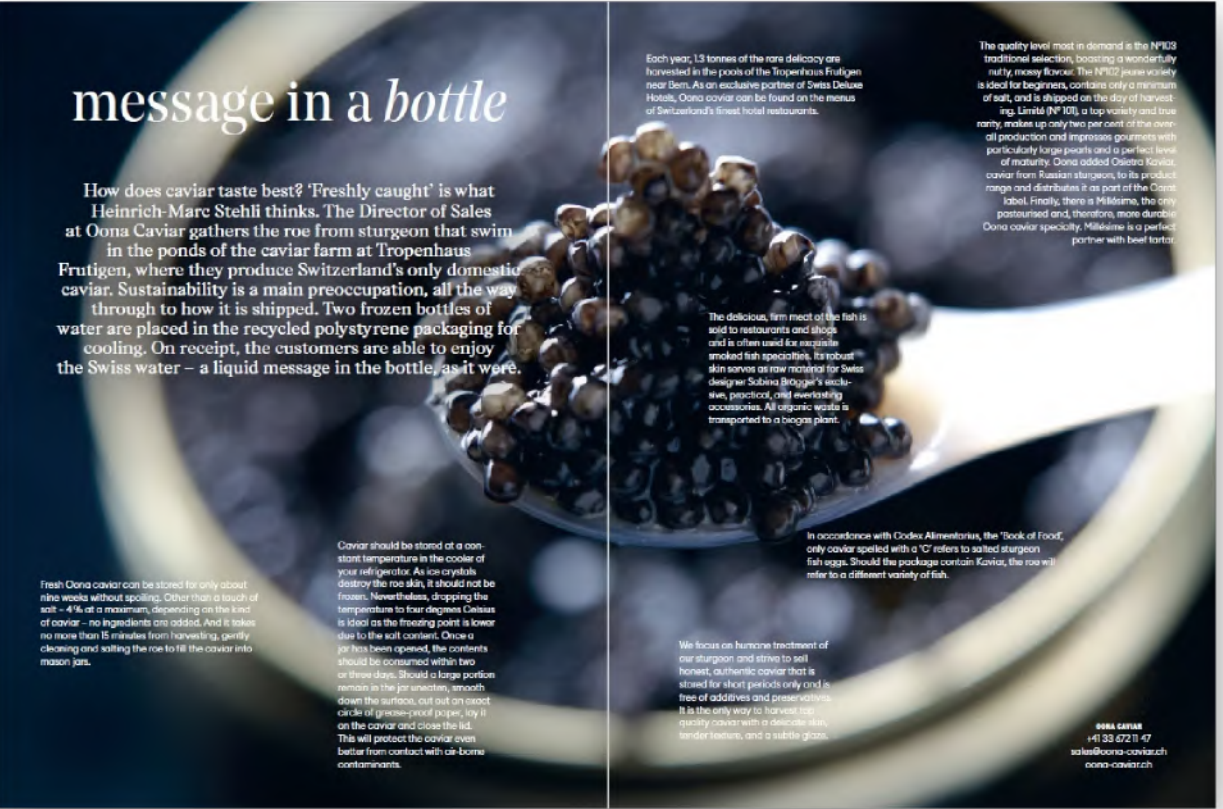 message in a bottle
How does caviar taste best? ‘Freshly caught’ is what
Heinrich-Marc Stehli thinks. The Director of Sales
at Oona Caviar gathers the roe from sturgeon that swim
in the ponds of the caviar farm at Tropenhaus
Frutigen, where they produce Switzerland’s only domestic
caviar. Sustainability is a main preoccupation, all the way
through to how it is shipped. Two frozen bottles of
water are placed in the recycled polystyrene packaging for
cooling. On receipt, the customers are able to enjoy
the Swiss water – a liquid message in the bottle, as it were.
Fresh Oona caviar can be stored for only about
nine weeks without spoiling. Other than a touch of
salt – 4% at a maximum, depending on the kind
of caviar – no ingredients are added. And it takes
no more than 15 minutes from harvesting, gently
cleaning and salting the roe to fill the caviar into
mason jars.
Caviar should be stored at a con-
stant temperature in the cooler of
your refrigerator. As ice crystals
destroy the roe skin, it should not be
frozen. Nevertheless, dropping the
temperature to four degrees Celsius
is ideal as the freezing point is lower
due to the salt content. Once a
jar has been opened, the contents
should be consumed within two
or three days. Should a large portion
remain in the jar uneaten, smooth
down the surface, cut out an exact
circle of grease-proof paper, lay it
on the caviar and close the lid.
This will protect the caviar even
better from contact with air-borne
contaminants.
Each year, 1.3 tonnes of the rare delicacy are
harvested in the pools of the Tropenhaus Frutigen
near Bern. As an exclusive partner of Swiss Deluxe
Hotels, Oona caviar can be found on the menus
of Switzerland’s finest hotel restaurants.
The quality level most in demand is the N°103
traditionel selection, boasting a wonderfully
nutty, mossy flavour. The N°102 jeune variety
is ideal for beginners, contains only a minimum
of salt, and is shipped on the day of harvest-
ing. Limité (N° 101), a top variety and true
rarity, makes up only two per cent of the over-
all production and impresses gourmets with
particularly large pearls and a perfect level
of maturity. Oona added Osietra Kaviar,
caviar from Russian sturgeon, to its product
range and distributes it as part of the Carat
label. Finally, there is Millésime, the only
pasteurised and, therefore, more durable
Oona caviar specialty. Millésime is a perfect
partner with beef tartar.
The delicious, firm meat of the fish is
sold to restaurants and shops
and is often used for exquisite
smoked fish specialties. Its robust
skin serves as raw material for Swiss
designer Sabina Brägger’s exclu-
sive, practical, and everlasting
accessories. All organic waste is
transported to a biogas plant.
In accordance with Codex Alimentarius, the ‘Book of Food’,
only caviar spelled with a ‘C’ refers to salted sturgeon
fish eggs. Should the package contain Kaviar, the roe will
refer to a different variety of fish.
We focus on humane treatment of
our sturgeon and strive to sell
honest, authentic caviar that is
stored for short periods only and is
free of additives and preservatives.
It is the only way to harvest top
quality caviar with a delicate skin,
tender texture, and a subtle glaze.
OONA CAVIAR
+41 33 672 11 47
sales@oona-caviar.ch
oona-caviar.ch